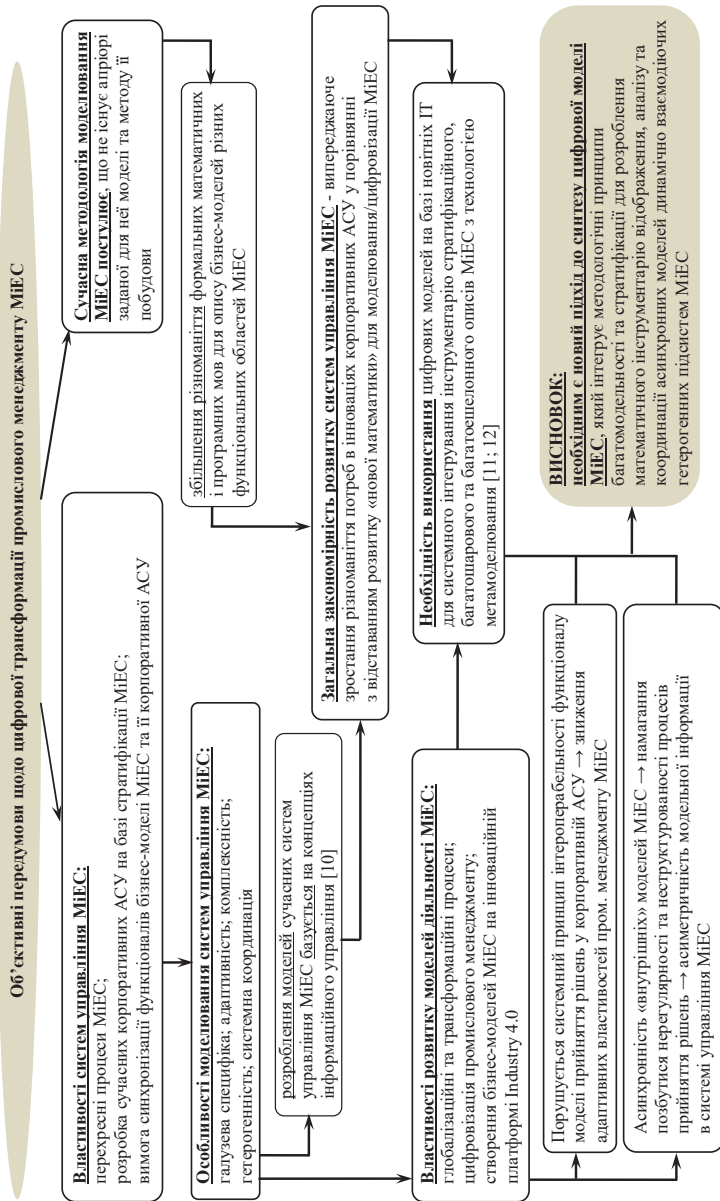 Об’єктивні передумови щодо цифрової трансформації промислового менеджменту МіЕС
Властивості систем управління МіЕС:
перехресні процеси МіЕС;
розробка сучасних корпоративних АСУ на базі стратифікації МіЕС;
вимога синхронізації функціоналів бізнес-моделі МіЕС та її корпоративної АСУ
Сучасна методологія моделювання
МіЕС постулює, що не існує апріорі
заданої для неї моделі та методу її
побудови
Особливості моделювання систем управління МіЕС:
галузева специфіка; адаптивність; комплексність;
гетерогенність; системна координація
збільшення різноманіття формальних математичних
і програмних мов для опису бізнес-моделей різних
функціональних областей МіЕС
розроблення моделей сучасних систем
управління МіЕС базується на концепціях
інформаційного управління [10]
Загальна закономірність розвитку систем управління МіЕС - випереджаюче
зростання різноманіття потреб в інноваціях корпоративних АСУ у порівнянні
з відставанням розвитку «нової математики» для моделювання/цифровізації МіЕС
Властивості розвитку моделей діяльності МіЕС:
глобалізаційні та трансформаційні процеси;
цифровізація промислового менеджменту;
створення бізнес-моделей МіЕС на інноваційній
платформі Industry 4.0
Необхідність використання цифрових моделей на базі новітніх ІТ
для системного інтегрування інструментарію стратифікаційного,
багатошарового та багатоешелонного описів МіЕС з технологією
метамоделювання [11; 12]
Порушується системний принцип інтероперабельності функціоналу
моделі прийняття рішень у корпоративній АСУ → зниження
адаптивних властивостей пром. менеджменту МіЕС
Асинхронність «внутрішніх» моделей МіЕС → намагання
позбутися нерегулярності та неструктурованості процесів
прийняття рішень → асиметричність модельної інформації
в системі управління МіЕС
ВИСНОВОК:
необхідним є новий підхід до синтезу цифрової моделі
МіЕС, який інтегрує методологічні принципи
багатомодельності та стратифікації для розроблення
математичного інструментарію відображення, аналізу та
координації асинхронних моделей динамічно взаємодіючих
гетерогенних підсистем МіЕС